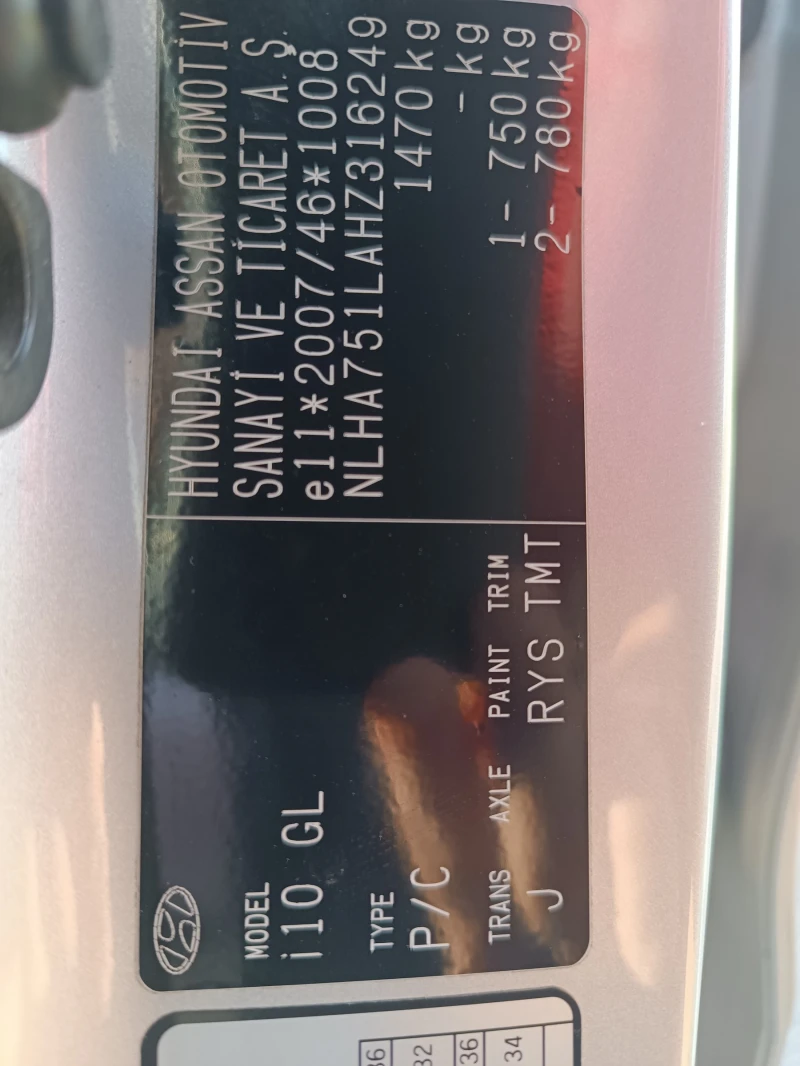 HYUNDAI ASSAN OTOMOTİV
SANAYİ VE TİCARET A.Ş.
e11*2007/46*1008
NLHA751LAHZ316249
1470 kg
- kg
1- 750 kg
2- 780 kg
MODEL
i10 GL
TYPE
P/C
TRANS AXLE PAINT TRIM
J RYS TMT
36
32
36
34